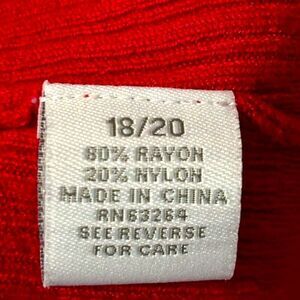 18/20
80% RAYON
20% NYLON
MADE IN CHINA
RN63264
SEE REVERSE
FOR CARE